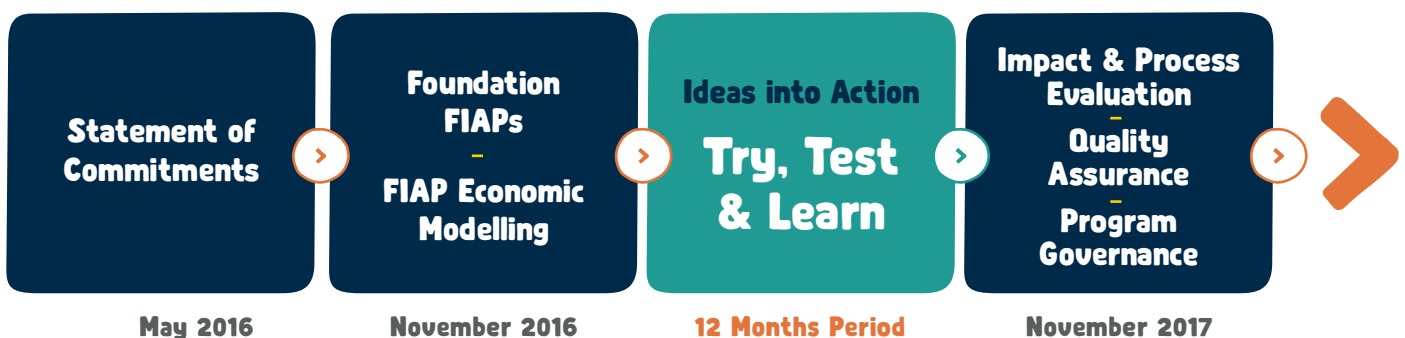 Statement of
Commitments
May 2016
Foundation
FIAPs
–
FIAP Economic
Modelling
November 2016
Ideas into Action
Try, Test
& Learn
12 Months Period
Impact & Process
Evaluation
–
Quality
Assurance
–
Program
Governance
November 2017